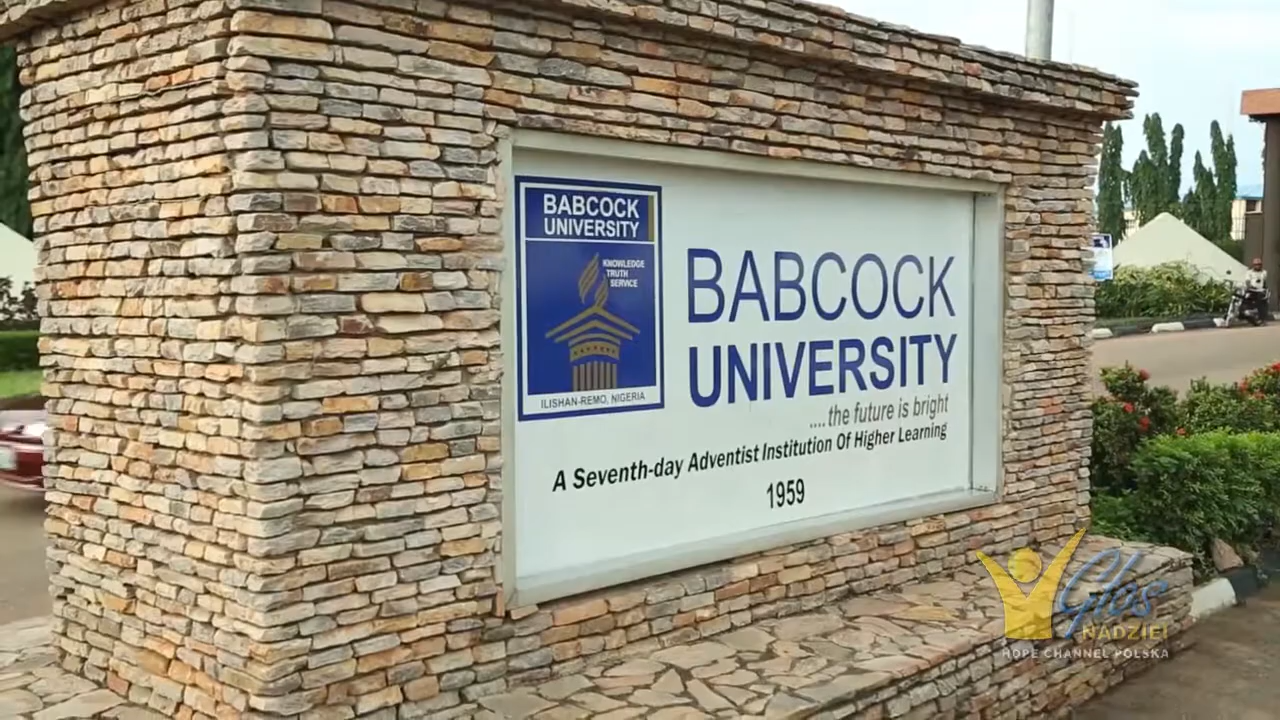 BABCOCK
UNIVERSITY
KNOWLEDGE
TRUTH
SERVICE
ILISHAN-REMO, NIGERIA
BABCOCK
UNIVERSITY
....the future is bright
A Seventh-day Adventist Institution Of Higher Learning
1959
Głos
NADZIEI
HOPE CHANNEL POLSKA